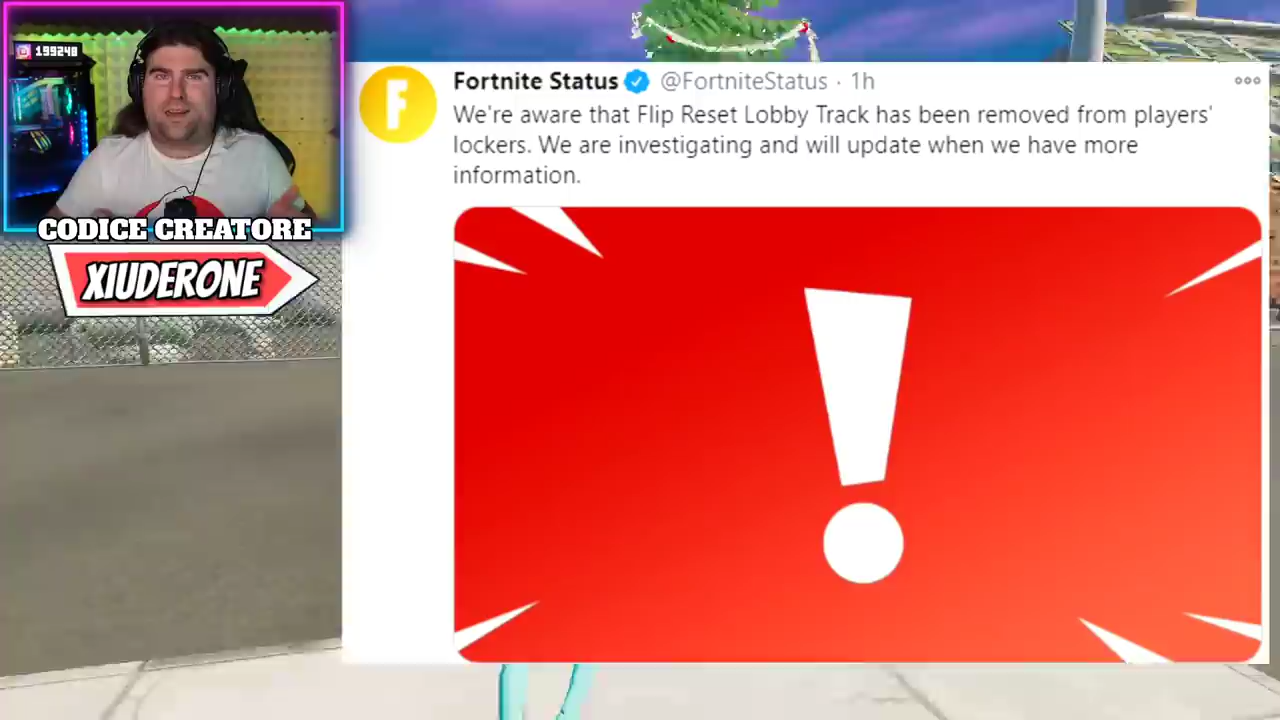 199248
CODICE CREATORE
XIUDERONE
F
Fortnite Status @FortniteStatus · 1h
We're aware that Flip Reset Lobby Track has been removed from players'
lockers. We are investigating and will update when we have more
information.
!